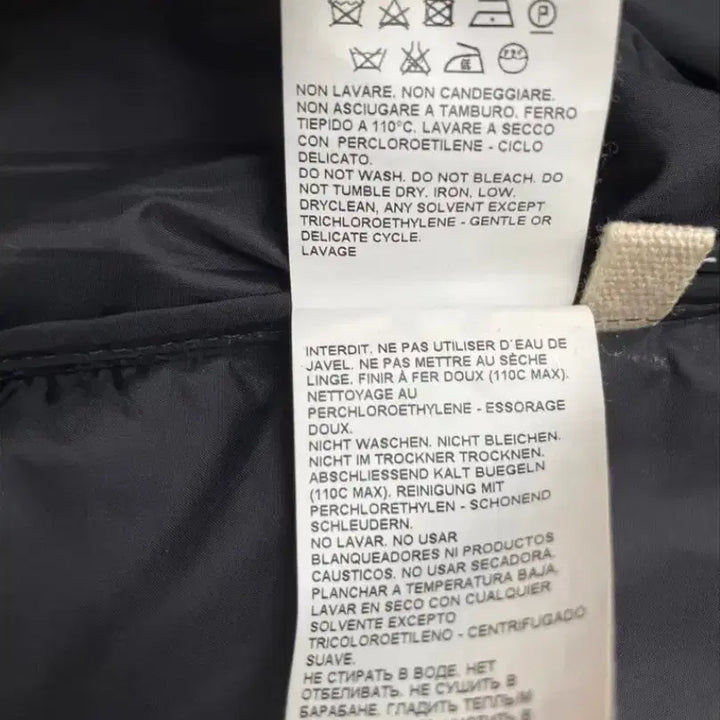 P
NON LAVARE. NON CANDEGGIARE.
NON ASCIUGARE A TAMBURO. FERRO
TIEPIDO A 110°C. LAVARE A SECCO
CON PERCLOROETILENE - CICLO
DELICATO.
DO NOT WASH. DO NOT BLEACH. DO
NOT TUMBLE DRY. IRON, LOW.
DRYCLEAN, ANY SOLVENT EXCEPT
TRICHLOROETHYLENE - GENTLE OR
DELICATE CYCLE.
LAVAGE
INTERDIT. NE PAS UTILISER D'EAU DE
JAVEL. NE PAS METTRE AU SÈCHE
LINGE. FINIR À FER DOUX (110C MAX).
NETTOYAGE AU
PERCHLOROETHYLENE - ESSORAGE
DOUX.
NICHT WASCHEN. NICHT BLEICHEN.
NICHT IM TROCKNER TROCKNEN.
ABSCHLIESSEND KALT BUEGELN
(110C MAX). REINIGUNG MIT
PERCHLORETHYLEN - SCHONEND
SCHLEUDERN.
NO LAVAR. NO USAR
BLANQUEADORES NI PRODUCTOS
CAUSTICOS. NO USAR SECADORA.
PLANCHAR A TEMPERATURA BAJA.
LAVAR EN SECO CON CUALQUIER
SOLVENTE EXCEPTO
TRICOLOROETILENO - CENTRIFUGADO
SUAVE.
НЕ СТИРАТЬ В ВОДЕ. НЕТ
ОТБЕЛИВАТЬ. НЕ СУШИТЬ В
БАРАБАНЕ. ГЛАДИТЬ ТЕПЛЫМ